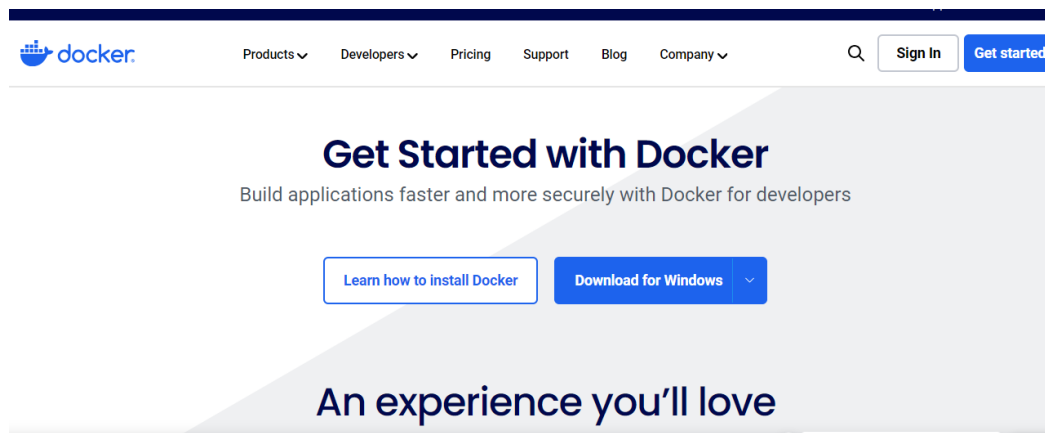 docker
Products Developers Pricing Support Blog Company Sign In Get started
Get Started with Docker
Build applications faster and more securely with Docker for developers
Learn how to install Docker Download for Windows
An experience you'll love